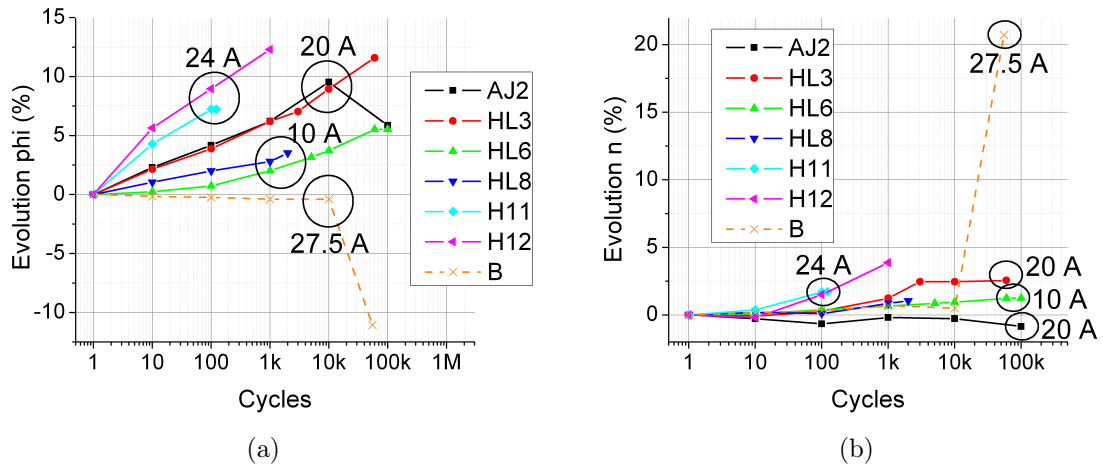 15
10
5
0
-5
-10
Evolution phi (%)
24 A
20 A
10 A
27.5 A
AJ2
HL3
HL6
HL8
H11
H12
B
1
10
100
1k
10k
100k
1M
Cycles
(a)
20
15
10
5
0
Evolution n (%)
AJ2
HL3
HL6
HL8
H11
H12
B
27.5 A
24 A
20 A
10 A
20 A
1
10
100
1k
10k
100k
Cycles
(b)